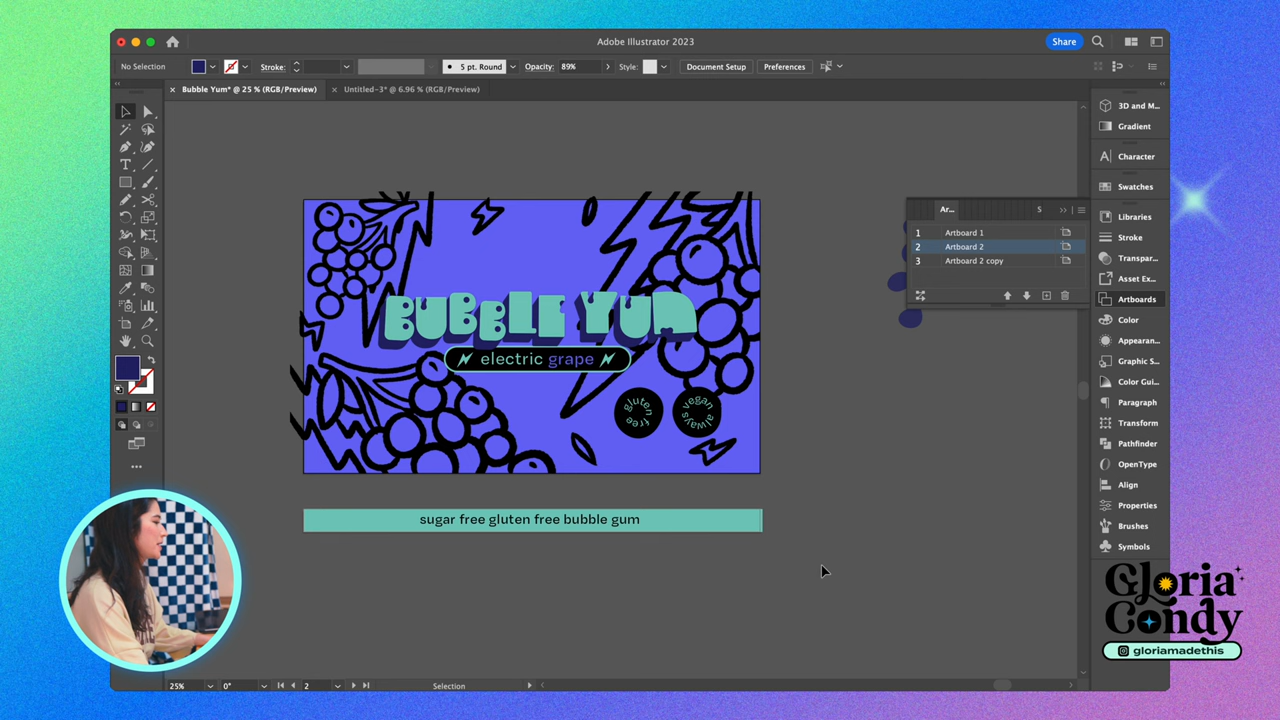 Adobe Illustrator 2023
Share
No Selection
Stroke:
5 pt. Round
Opacity: 89%
Style:
Document Setup
Preferences
Bubble Yum* @ 25 % (RGB/Preview)
Untitled-3* @ 6.96 % (RGB/Preview)
3D and M...
Gradient
Character
Swatches
Libraries
Stroke
Transpar...
Asset Ex...
Artboards
Color
Appearan...
Graphic S...
Color Gui...
Paragraph
Transform
Pathfinder
OpenType
Align
Properties
Brushes
Symbols
Ar...
5
1 Artboard 1
2 Artboard 2
3 Artboard 2 copy
BUBBLE YUM
electric grape
gluten free
vegan always
sugar free gluten free bubble gum
25%
0°
2
Selection
Gloria Condy
gloriamadethis